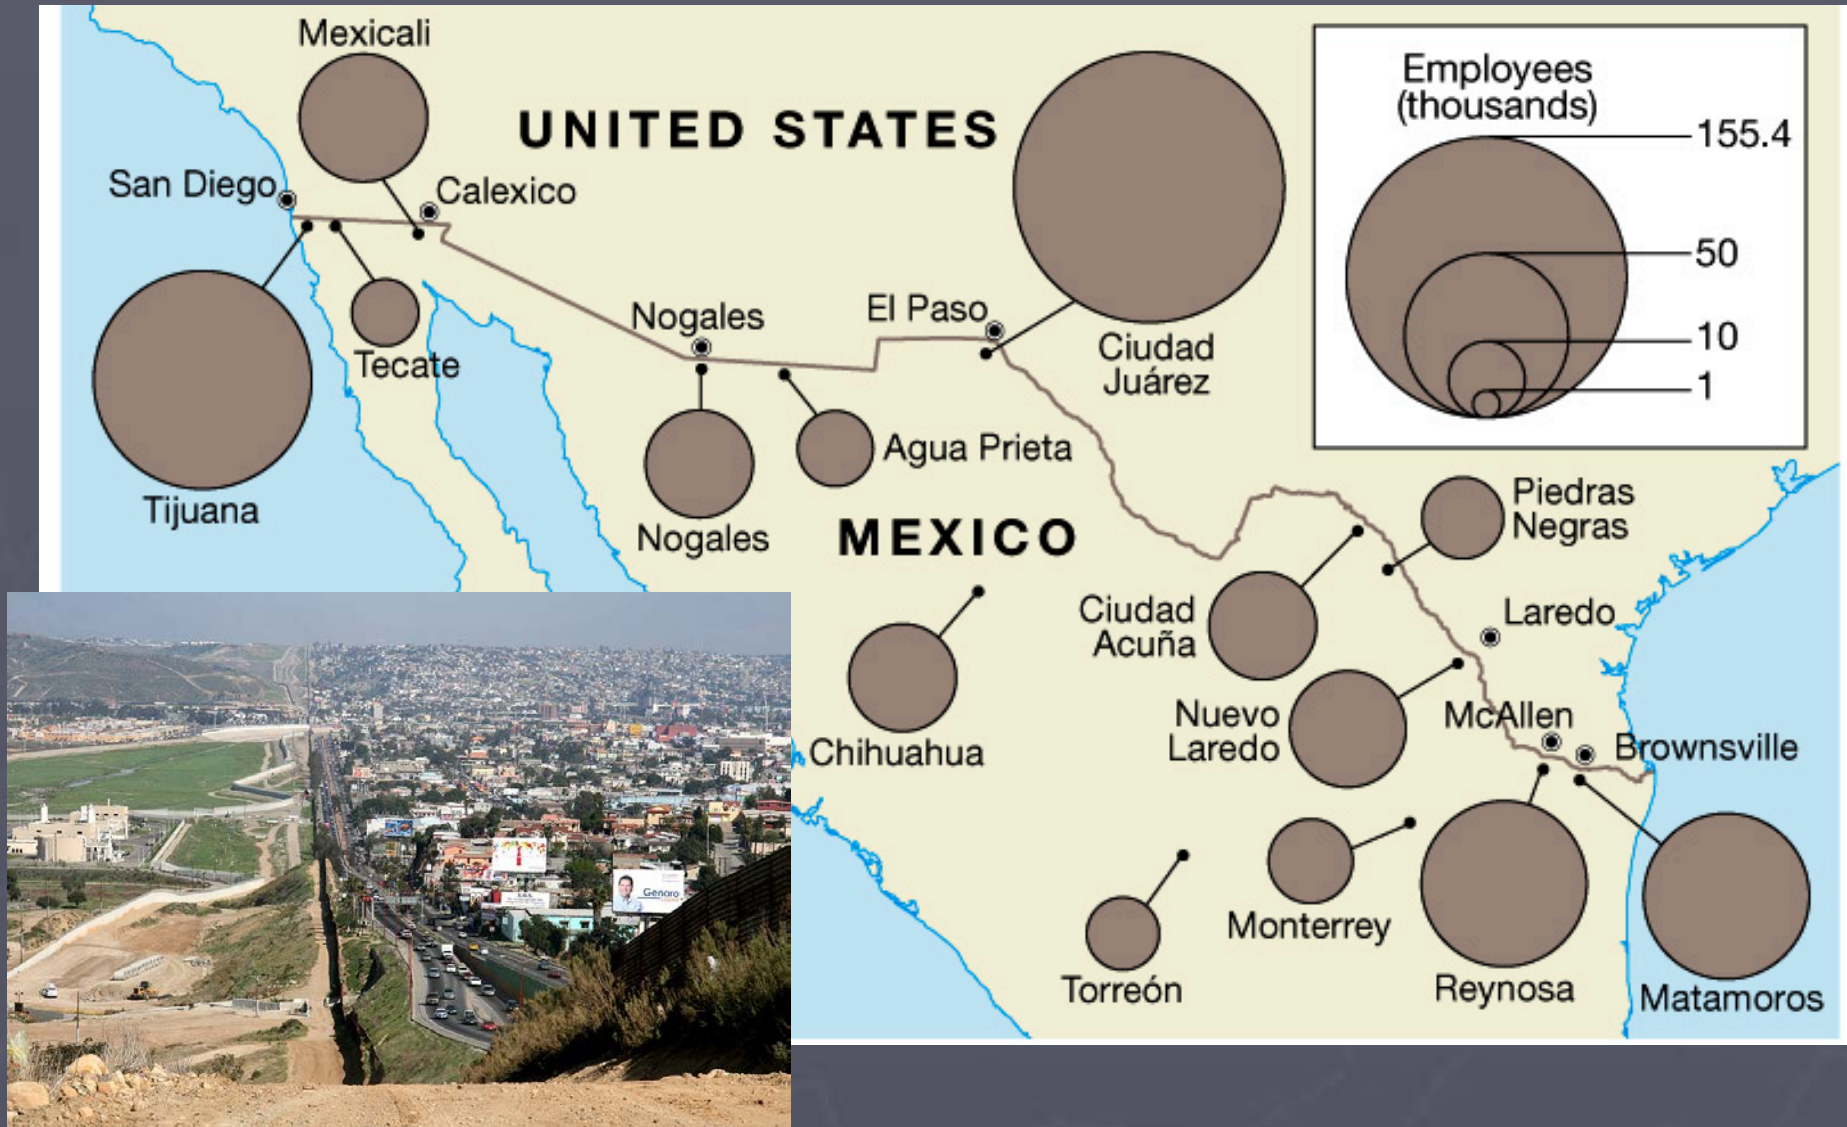 Mexicali
UNITED STATES
San Diego
Calexico
Tecate
Tijuana
Nogales
Nogales
Agua Prieta
El Paso
Ciudad
Juárez
Employees
(thousands)
155.4
50
10
1
MEXICO
Piedras
Negras
Ciudad
Acuña
Laredo
Nuevo
Laredo
McAllen
Brownsville
Chihuahua
Monterrey
Torreón
Reynosa
Matamoros
Genaro